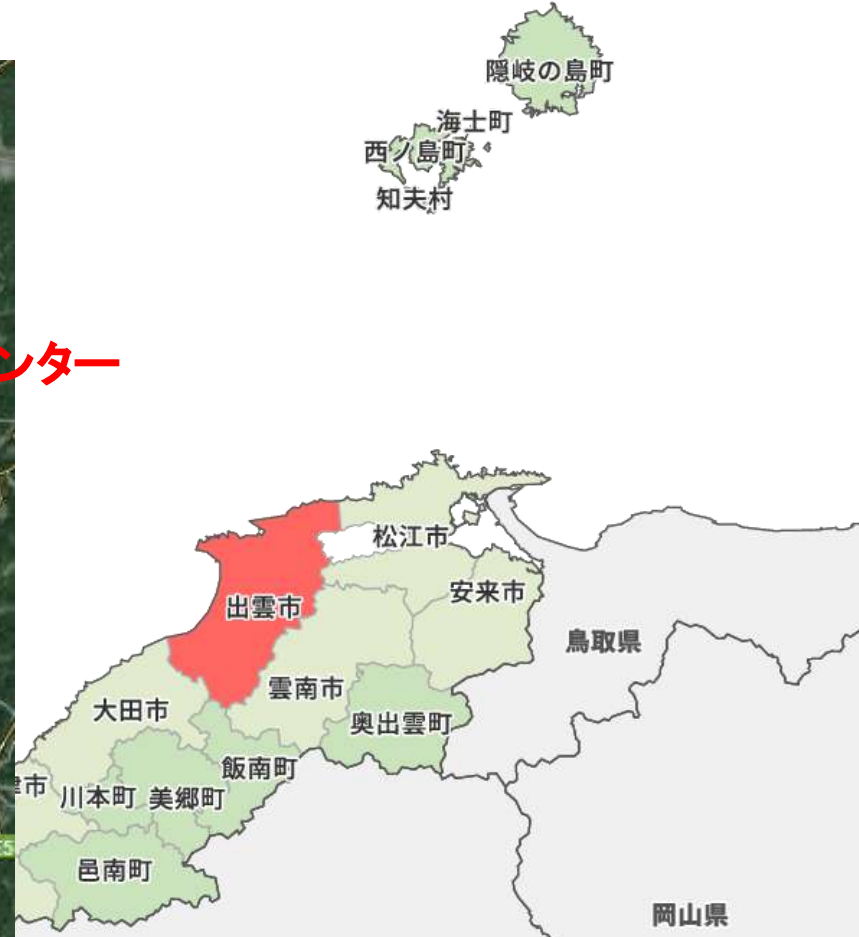 隠岐の島町
海士町
西ノ島町
知夫村
ンター
松江市
安来市
出雲市
鳥取県
雲南市
大田市
奥出雲町
飯南町
津市
川本町
美郷町
邑南町
岡山県